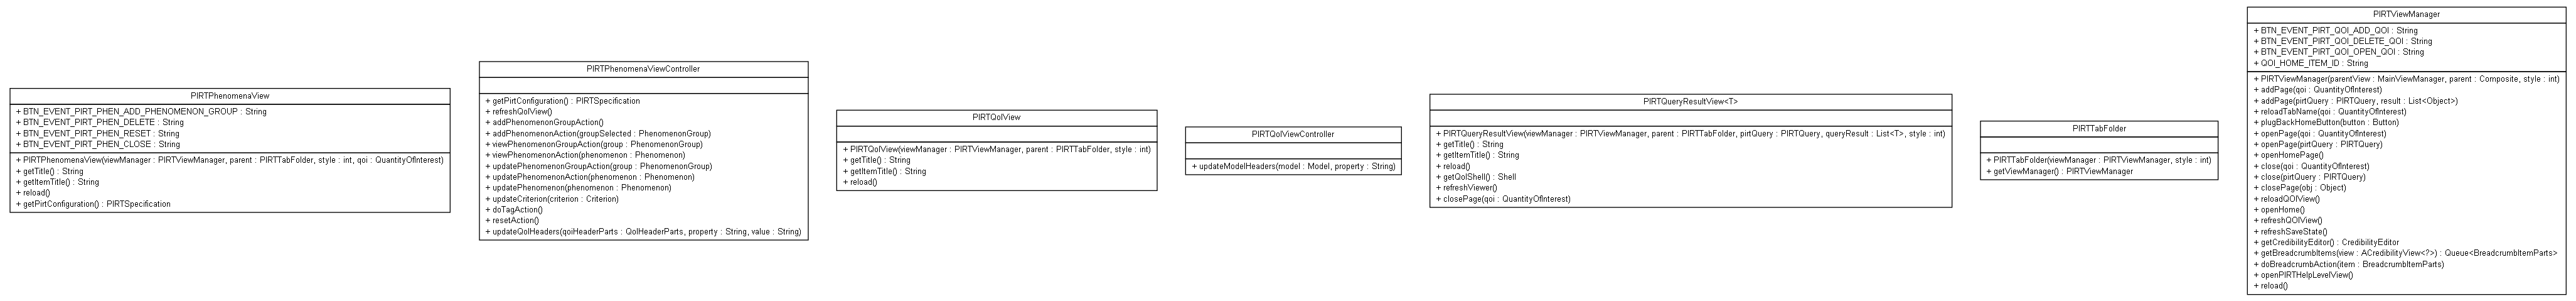 PIRTPhenomenaView
+ BTN_EVENT_PIRT_PHEN_ADD_PHENOMENON_GROUP : String
+ BTN_EVENT_PIRT_PHEN_DELETE : String
+ BTN_EVENT_PIRT_PHEN_RESET : String
+ BTN_EVENT_PIRT_PHEN_CLOSE : String
+ PIRTPhenomenaView(viewManager : PIRTViewManager, parent : PIRTTabFolder, style : int, qoi : QuantityOfInterest)
+ getTitle() : String
+ getItemTitle() : String
+ reload()
+ getPirtConfiguration() : PIRTSpecification
PIRTPhenomenaViewController
+ getPirtConfiguration() : PIRTSpecification
+ refreshQoIView()
+ addPhenomenonGroupAction()
+ addPhenomenonAction(groupSelected : PhenomenonGroup)
+ viewPhenomenonGroupAction(group : PhenomenonGroup)
+ viewPhenomenonAction(phenomenon : Phenomenon)
+ updatePhenomenonGroupAction(group : PhenomenonGroup)
+ updatePhenomenonAction(phenomenon : Phenomenon)
+ updatePhenomenon(phenomenon : Phenomenon)
+ updateCriterion(criterion : Criterion)
+ doTagAction()
+ resetAction()
+ updateQoIHeaders(qoiHeaderParts : QoIHeaderParts, property : String, value : String)
PIRTQoIView
+ PIRTQoIView(viewManager : PIRTViewManager, parent : PIRTTabFolder, style : int)
+ getTitle() : String
+ getItemTitle() : String
+ reload()
PIRTQoIViewController
+ updateModelHeaders(model : Model, property : String)
PIRTQueryResultView<T>
+ PIRTQueryResultView(viewManager : PIRTViewManager, parent : PIRTTabFolder, pirtQuery : PIRTQuery, queryResult : List<T>, style : int)
+ getTitle() : String
+ getItemTitle() : String
+ reload()
+ getQoIShell() : Shell
+ refreshViewer()
+ closePage(qoi : QuantityOfInterest)
PIRTTabFolder
+ PIRTTabFolder(viewManager : PIRTViewManager, style : int)
+ getViewManager() : PIRTViewManager
PIRTViewManager
+ BTN_EVENT_PIRT_QOI_ADD_QOI : String
+ BTN_EVENT_PIRT_QOI_DELETE_QOI : String
+ BTN_EVENT_PIRT_QOI_OPEN_QOI : String
+ QOI_HOME_ITEM_ID : String
+ PIRTViewManager(parentView : MainViewManager, parent : Composite, style : int)
+ addPage(qoi : QuantityOfInterest)
+ addPage(pirtQuery : PIRTQuery, result : List<Object>)
+ reloadTabName(qoi : QuantityOfInterest)
+ plugBackHomeButton(button : Button)
+ openPage(qoi : QuantityOfInterest)
+ openPage(pirtQuery : PIRTQuery)
+ openHomePage()
+ close(qoi : QuantityOfInterest)
+ close(pirtQuery : PIRTQuery)
+ closePage(obj : Object)
+ reloadQOIView()
+ openHome()
+ refreshQOIView()
+ refreshSaveState()
+ getCredibilityEditor() : CredibilityEditor
+ getBreadcrumbItems(view : ACredibilityView<?>) : Queue<BreadcrumbItemParts>
+ doBreadcrumbAction(item : BreadcrumbItemParts)
+ openPIRTHelpLevelView()
+ reload()